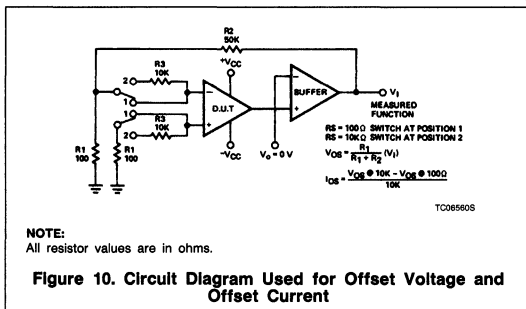 R2
50K
+VCC
R3
10K
2
1
−
D.U.T
+
1
2
R3
10K
−VCC
Vo = 0 V
−
BUFFER
+
VI
MEASURED
FUNCTION
R1
100
R1
100
RS = 100Ω SWITCH AT POSITION 1
RS = 10KΩ SWITCH AT POSITION 2
VOS = R1 / R1 + R2 (VI)
IOS = VOS @ 10K − VOS @ 100Ω / 10K
TC06560S
NOTE:
All resistor values are in ohms.
Figure 10. Circuit Diagram Used for Offset Voltage and
Offset Current